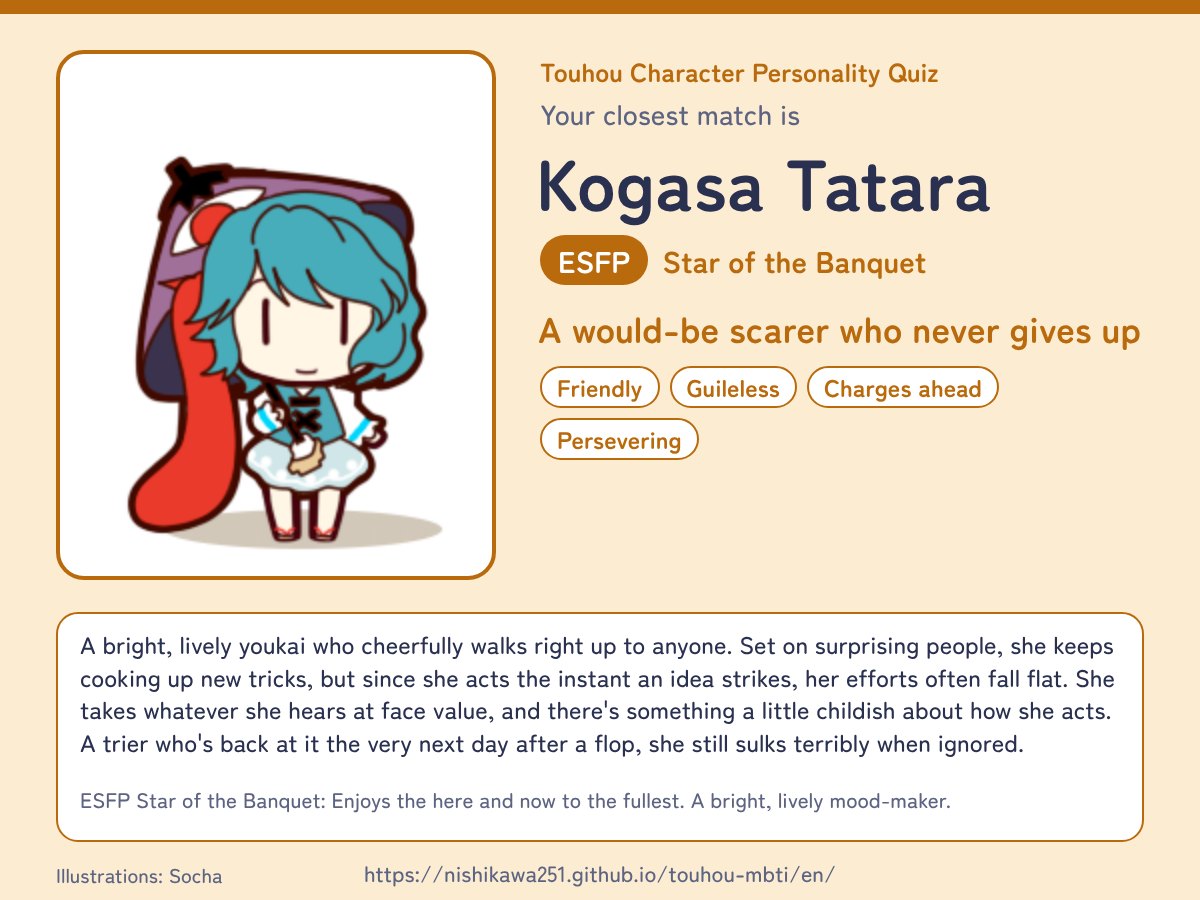 Touhou Character Personality Quiz
Your closest match is
Kogasa Tatara
ESFP Star of the Banquet
A would-be scarer who never gives up
Friendly Guileless Charges ahead
Persevering
A bright, lively youkai who cheerfully walks right up to anyone. Set on surprising people, she keeps
cooking up new tricks, but since she acts the instant an idea strikes, her efforts often fall flat. She
takes whatever she hears at face value, and there's something a little childish about how she acts.
A trier who's back at it the very next day after a flop, she still sulks terribly when ignored.
ESFP Star of the Banquet: Enjoys the here and now to the fullest. A bright, lively mood-maker.
Illustrations: Socha https://nishikawa251.github.io/touhou-mbti/en/